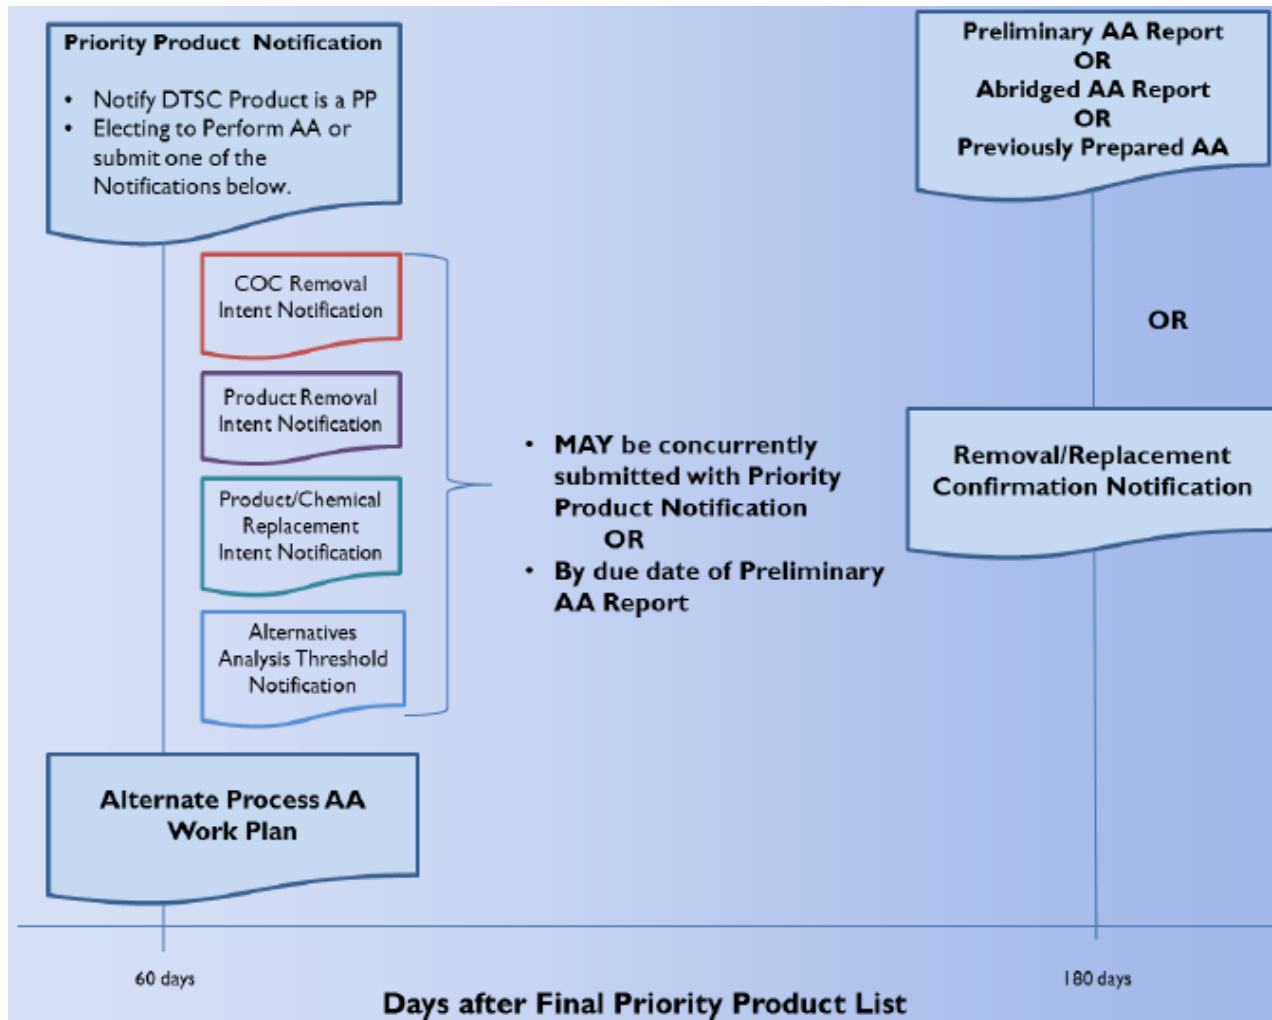 Priority Product Notification
• Notify DTSC Product is a PP
• Electing to Perform AA or
submit one of the
Notifications below.
COC Removal
Intent Notification
Product Removal
Intent Notification
Product/Chemical
Replacement
Intent Notification
Alternatives
Analysis Threshold
Notification
• MAY be concurrently
submitted with Priority
Product Notification
OR
• By due date of Preliminary
AA Report
Alternate Process AA
Work Plan
Preliminary AA Report
OR
Abridged AA Report
OR
Previously Prepared AA
OR
Removal/Replacement
Confirmation Notification
60 days
180 days
Days after Final Priority Product List